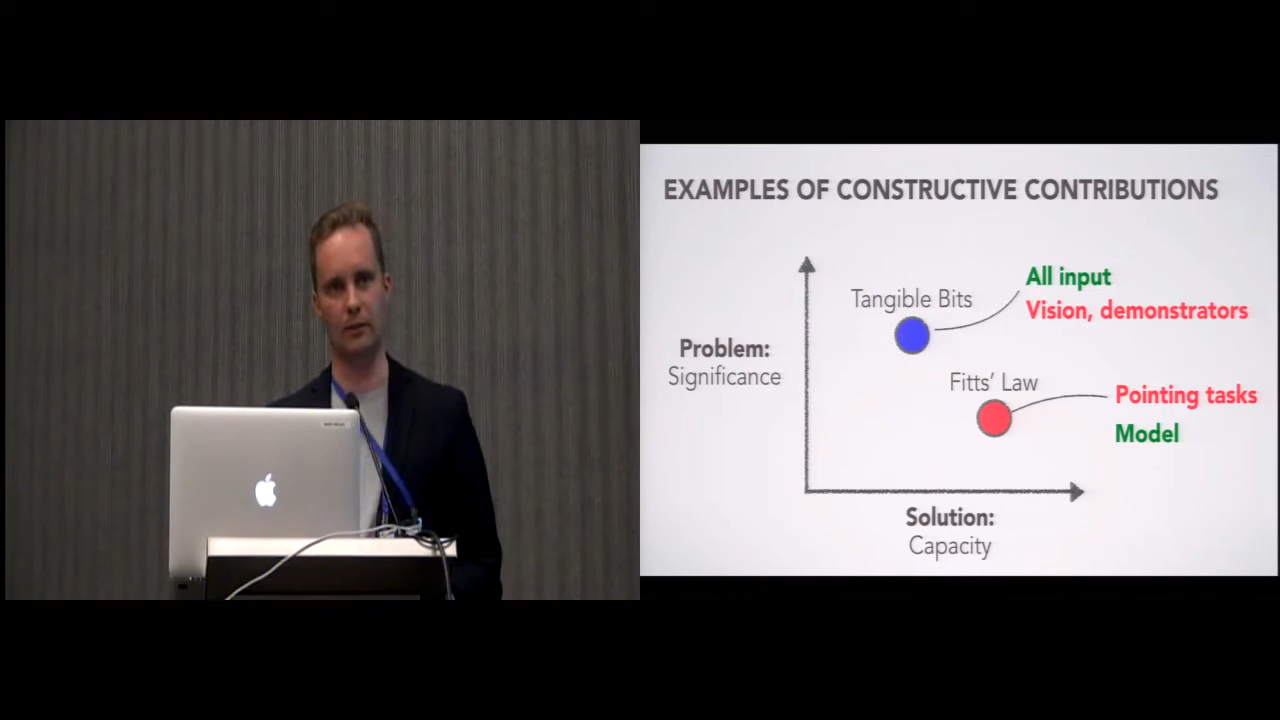 EXAMPLES OF CONSTRUCTIVE CONTRIBUTIONS
All input
Tangible Bits
Vision, demonstrators
Problem:
Significance
Fitts' Law
Pointing tasks
Model
Solution:
Capacity